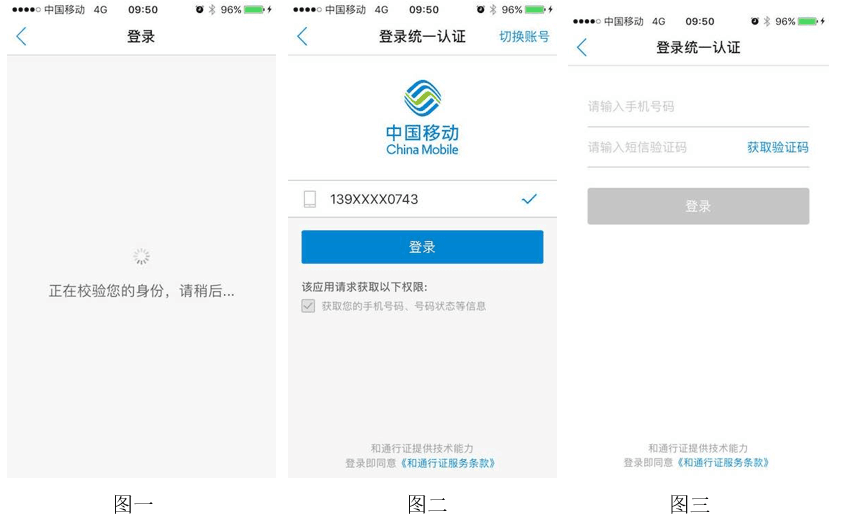 中国移动 4G 09:50 96%
登录
正在校验您的身份，请稍后...
图一
中国移动 4G 09:50 96%
登录统一认证 切换账号
中国移动
China Mobile
139XXXX0743
登录
该应用请求获取以下权限:
获取您的手机号码、号码状态等信息
和通行证提供技术能力
登录即同意《和通行证服务条款》
图二
中国移动 4G 09:50 96%
登录统一认证
请输入手机号码
请输入短信验证码 获取验证码
登录
和通行证提供技术能力
登录即同意《和通行证服务条款》
图三